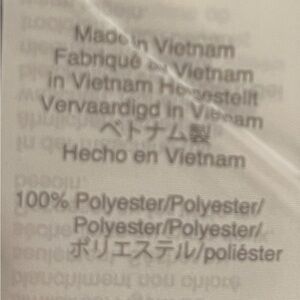 Made in Vietnam
Fabriqué au Vietnam
in Vietnam Hergestellt
Vervaardigd in Vietnam
ベトナム製
Hecho en Vietnam
100% Polyester/Polyester/
Polyester/Polyester/
ポリエステル/poliéster